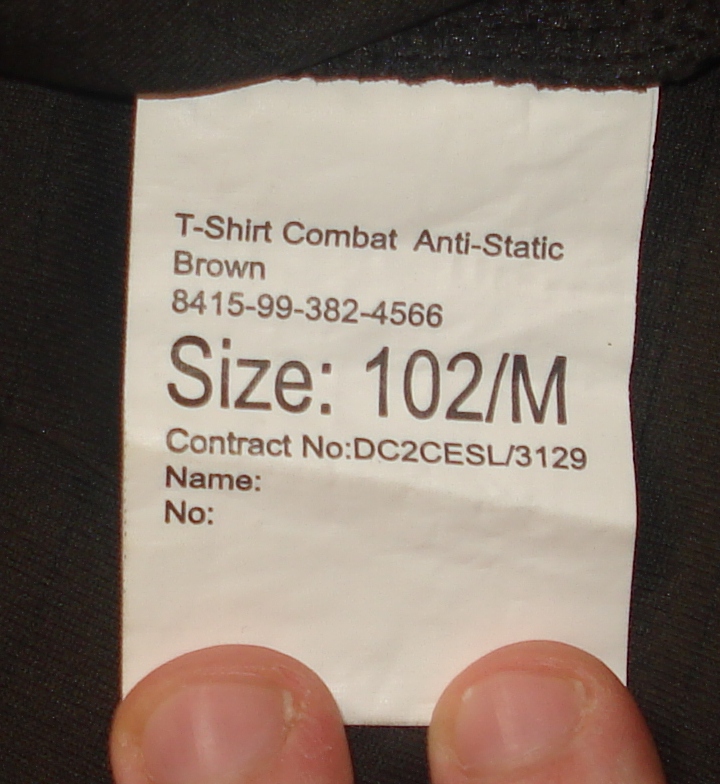 T-Shirt Combat Anti-Static
Brown
8415-99-382-4566
Size: 102/M
Contract No:DC2CESL/3129
Name:
No: